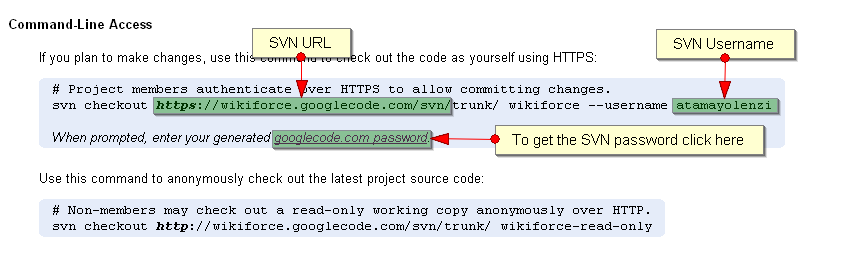 Command-Line Access
SVN URL
SVN Username
If you plan to make changes, use this command to check out the code as yourself using HTTPS:
# Project members authenticate over HTTPS to allow committing changes.
svn checkout https://wikiforce.googlecode.com/svn/trunk/ wikiforce --username atamayolenzi
When prompted, enter your generated googlecode.com password.
To get the SVN password click here
Use this command to anonymously check out the latest project source code:
# Non-members may check out a read-only working copy anonymously over HTTP.
svn checkout http://wikiforce.googlecode.com/svn/trunk/ wikiforce-read-only